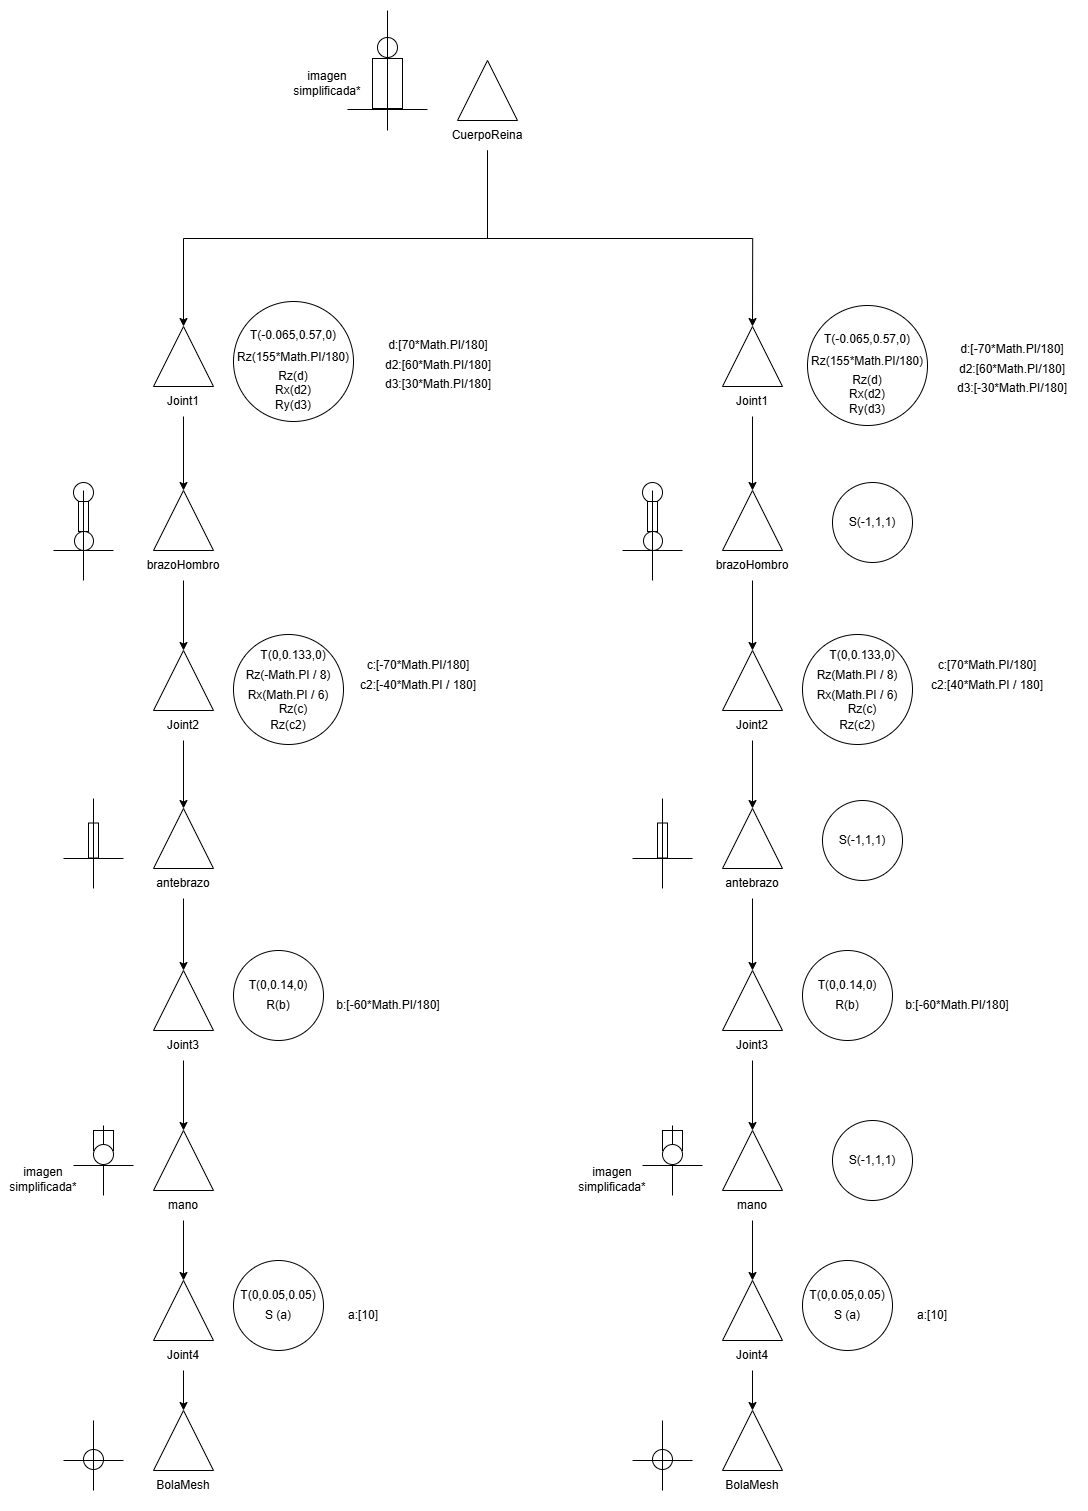 imagen
simplificada*
CuerpoReina
T(-0.065,0.57,0)
Rz(155*Math.PI/180)
Rz(d)
Rx(d2)
Ry(d3)
d:[70*Math.PI/180]
d2:[60*Math.PI/180]
d3:[30*Math.PI/180]
Joint1
T(-0.065,0.57,0)
Rz(155*Math.PI/180)
Rz(d)
Rx(d2)
Ry(d3)
d:[-70*Math.PI/180]
d2:[60*Math.PI/180]
d3:[-30*Math.PI/180]
Joint1
brazoHombro
S(-1,1,1)
brazoHombro
T(0,0.133,0)
Rz(-Math.PI / 8)
Rx(Math.PI / 6)
Rz(c)
Rz(c2)
c:[-70*Math.PI/180]
c2:[-40*Math.PI / 180]
Joint2
T(0,0.133,0)
Rz(Math.PI / 8)
Rx(Math.PI / 6)
Rz(c)
Rz(c2)
c:[70*Math.PI/180]
c2:[40*Math.PI / 180]
Joint2
antebrazo
S(-1,1,1)
antebrazo
T(0,0.14,0)
R(b)
b:[-60*Math.PI/180]
Joint3
T(0,0.14,0)
R(b)
b:[-60*Math.PI/180]
Joint3
imagen
simplificada*
mano
imagen
simplificada*
S(-1,1,1)
mano
T(0,0.05,0.05)
S (a)
a:[10]
Joint4
T(0,0.05,0.05)
S (a)
a:[10]
Joint4
BolaMesh
BolaMesh